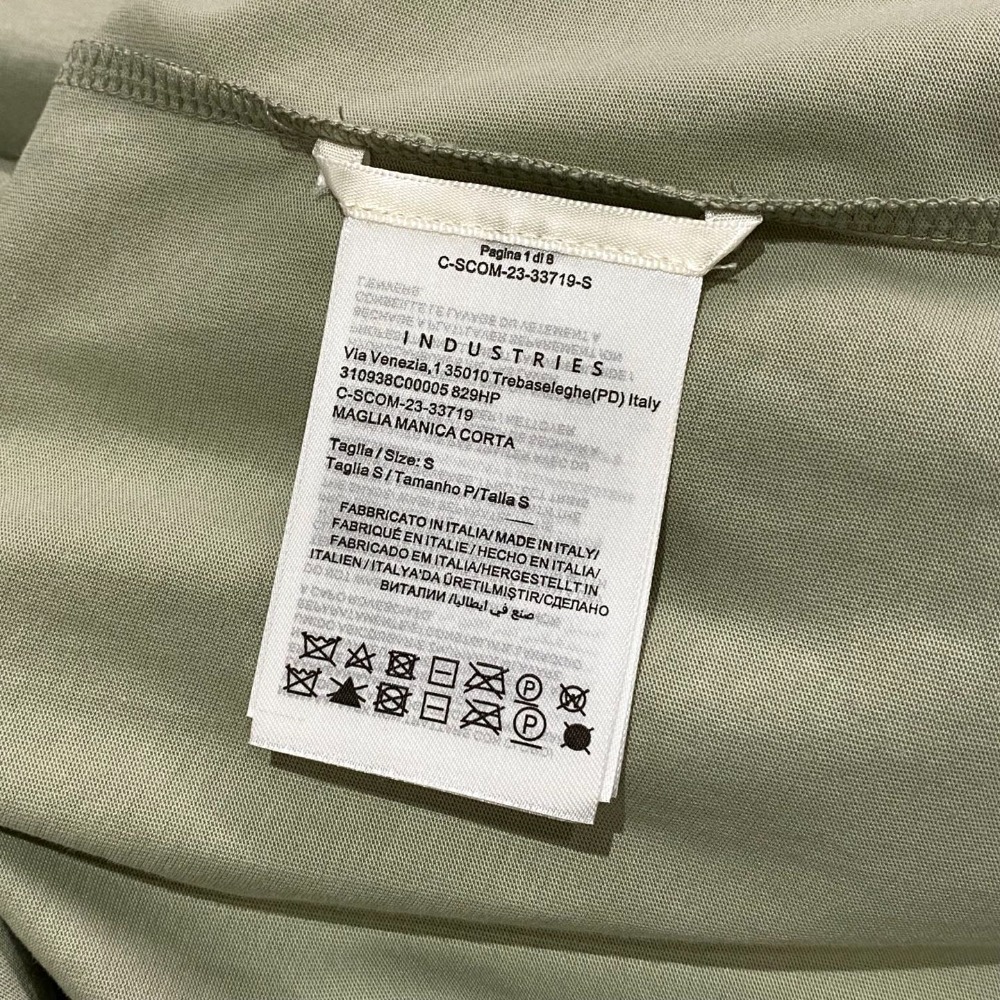 Pagina 1 di 8
C-SCOM-23-33719-S
INDUSTRIES
Via Venezia,1 35010 Trebaseleghe(PD) Italy
310938C00005 829HP
C-SCOM-23-33719
MAGLIA MANICA CORTA
Taglia / Size: S
Taglia S / Tamanho P/Talla S
FABBRICATO IN ITALIA/ MADE IN ITALY/
FABRIQUÉ EN ITALIE / HECHO EN ITALIA/
FABRICADO EM ITALIA/HERGESTELLT IN
ITALIEN / ITALYA'DA ÜRETILMIŞTIR/СДЕЛАНО
ВИТАЛИИ /صنع في ايطاليا
P W
P